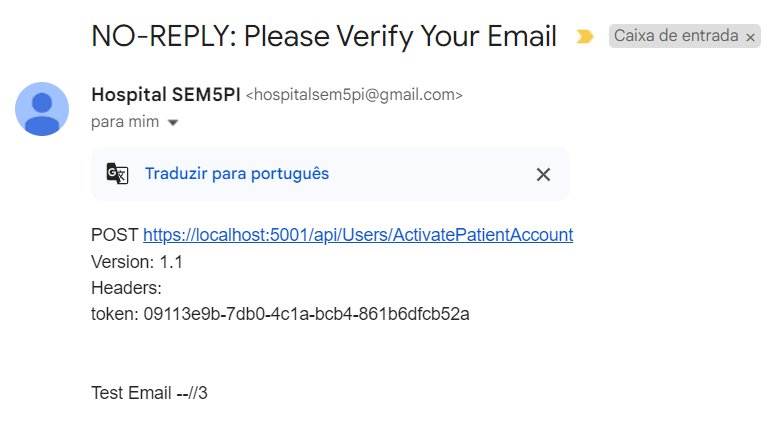 NO-REPLY: Please Verify Your Email Caixa de entrada ×
Hospital SEM5PI <hospitalsem5pi@gmail.com>
para mim
Traduzir para português
POST https://localhost:5001/api/Users/ActivatePatientAccount
Version: 1.1
Headers:
token: 09113e9b-7db0-4c1a-bcb4-861b6dfcb52a
Test Email --//3